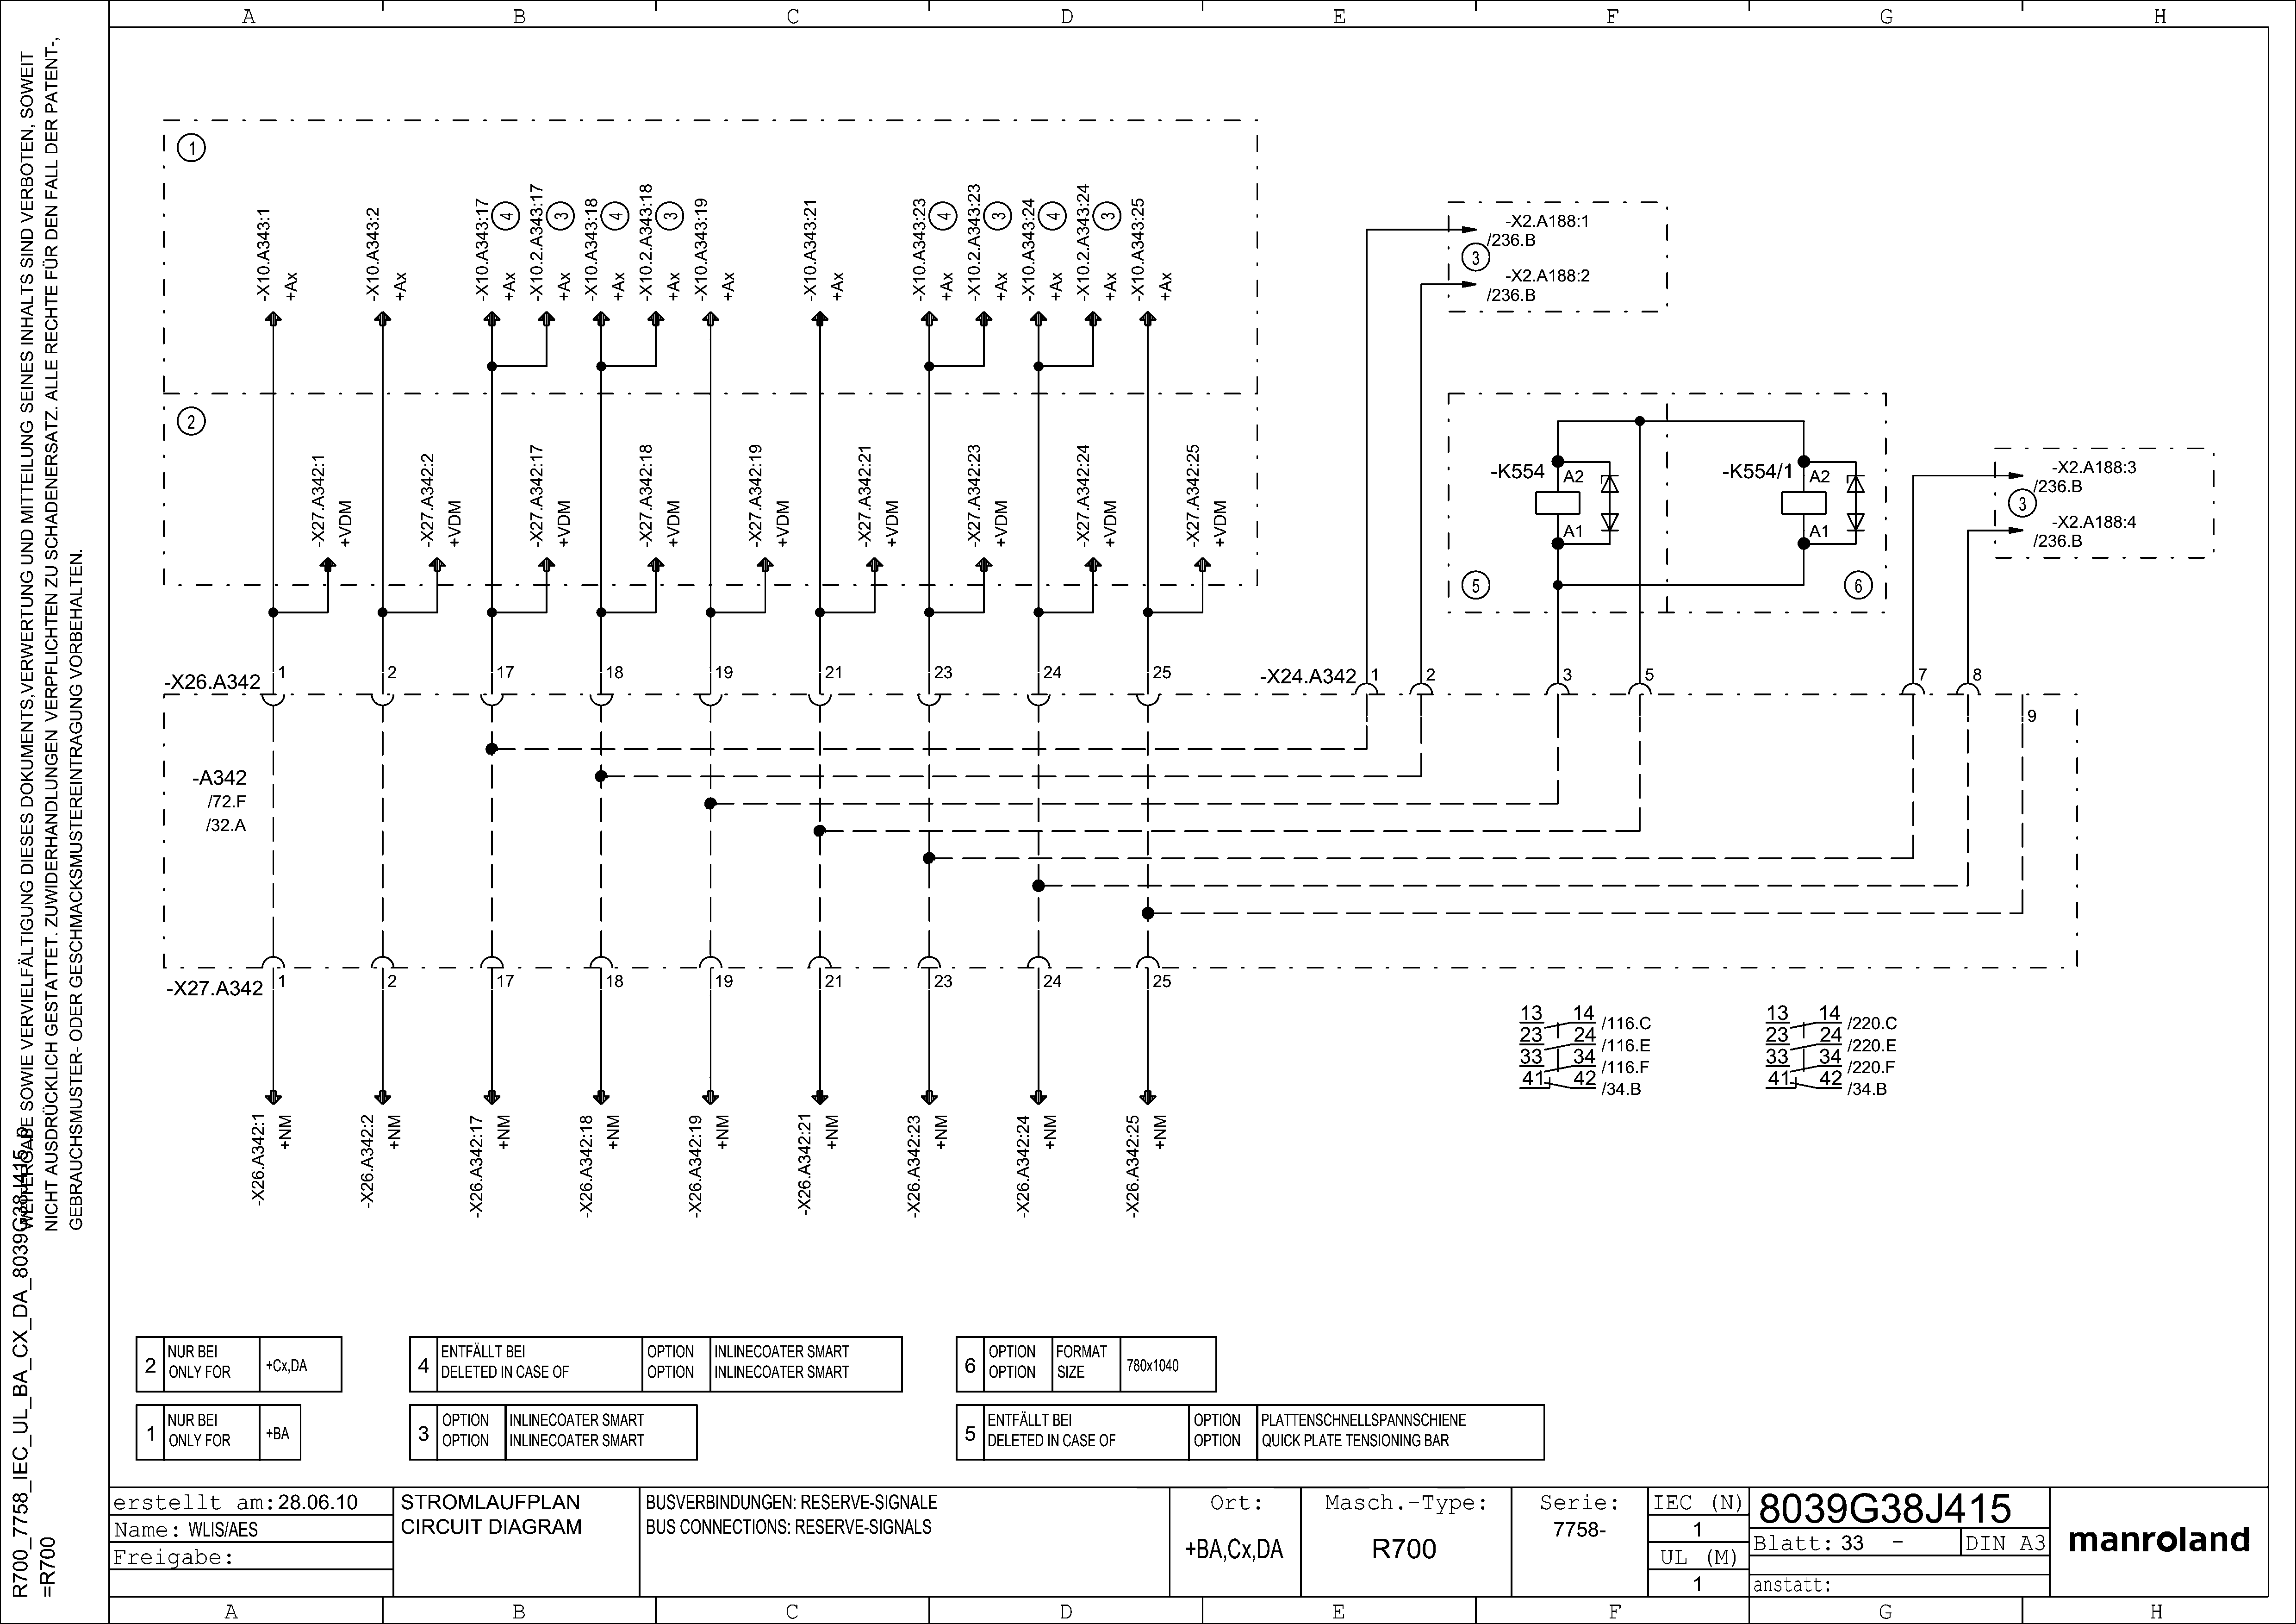 A B C D E F G H
WEITERGABE SOWIE VERVIELFÄLTIGUNG DIESES DOKUMENTS,VERWERTUNG UND MITTEILUNG SEINES INHALTS SIND VERBOTEN, SOWEIT
NICHT AUSDRÜCKLICH GESTATTET. ZUWIDERHANDLUNGEN VERPFLICHTEN ZU SCHADENERSATZ. ALLE RECHTE FÜR DEN FALL DER PATENT-,
GEBRAUCHSMUSTER- ODER GESCHMACKSMUSTEREINTRAGUNG VORBEHALTEN.
R700_7758_IEC_UL_BA_CX_DA_8039G38J415_D
=R700
1
-X10.A343:1
+Ax
-X10.A343:2
+Ax
-X10.A343:17
+Ax
4
-X10.2.A343:17
+Ax
3
-X10.A343:18
+Ax
4
-X10.2.A343:18
+Ax
3
-X10.A343:19
+Ax
-X10.A343:21
+Ax
-X10.A343:23
+Ax
4
-X10.2.A343:23
+Ax
3
-X10.A343:24
+Ax
4
-X10.2.A343:24
+Ax
3
-X10.A343:25
+Ax
-X2.A188:1
/236.B
3
-X2.A188:2
/236.B
2
-X27.A342:1
+VDM
-X27.A342:2
+VDM
-X27.A342:17
+VDM
-X27.A342:18
+VDM
-X27.A342:19
+VDM
-X27.A342:21
+VDM
-X27.A342:23
+VDM
-X27.A342:24
+VDM
-X27.A342:25
+VDM
-K554 A2
A1
5
-K554/1 A2
A1
6
-X2.A188:3
/236.B
3
-X2.A188:4
/236.B
-X26.A342 1 2 17 18 19 21 23 24 25
-X24.A342 1 2 3 5 7 8
9
-A342
/72.F
/32.A
-X27.A342 1 2 17 18 19 21 23 24 25
-X26.A342:1
+NM
-X26.A342:2
+NM
-X26.A342:17
+NM
-X26.A342:18
+NM
-X26.A342:19
+NM
-X26.A342:21
+NM
-X26.A342:23
+NM
-X26.A342:24
+NM
-X26.A342:25
+NM
13 14 /116.C
23 24 /116.E
33 34 /116.F
41 42 /34.B
13 14 /220.C
23 24 /220.E
33 34 /220.F
41 42 /34.B
2 NUR BEI +Cx,DA
ONLY FOR
4 ENTFÄLLT BEI OPTION INLINECOATER SMART
DELETED IN CASE OF OPTION INLINECOATER SMART
6 OPTION FORMAT 780x1040
OPTION SIZE
1 NUR BEI +BA
ONLY FOR
3 OPTION INLINECOATER SMART
OPTION INLINECOATER SMART
5 ENTFÄLLT BEI OPTION PLATTENSCHNELLSPANNSCHIENE
DELETED IN CASE OF OPTION QUICK PLATE TENSIONING BAR
erstellt am: 28.06.10
Name: WLIS/AES
Freigabe:
STROMLAUFPLAN
CIRCUIT DIAGRAM
BUSVERBINDUNGEN: RESERVE-SIGNALE
BUS CONNECTIONS: RESERVE-SIGNALS
Ort:
+BA,Cx,DA
Masch.-Type:
R700
Serie:
7758-
IEC (N)
1
UL (M)
1
8039G38J415
Blatt: 33 - DIN A3
anstatt:
manroland
A B C D E F G H